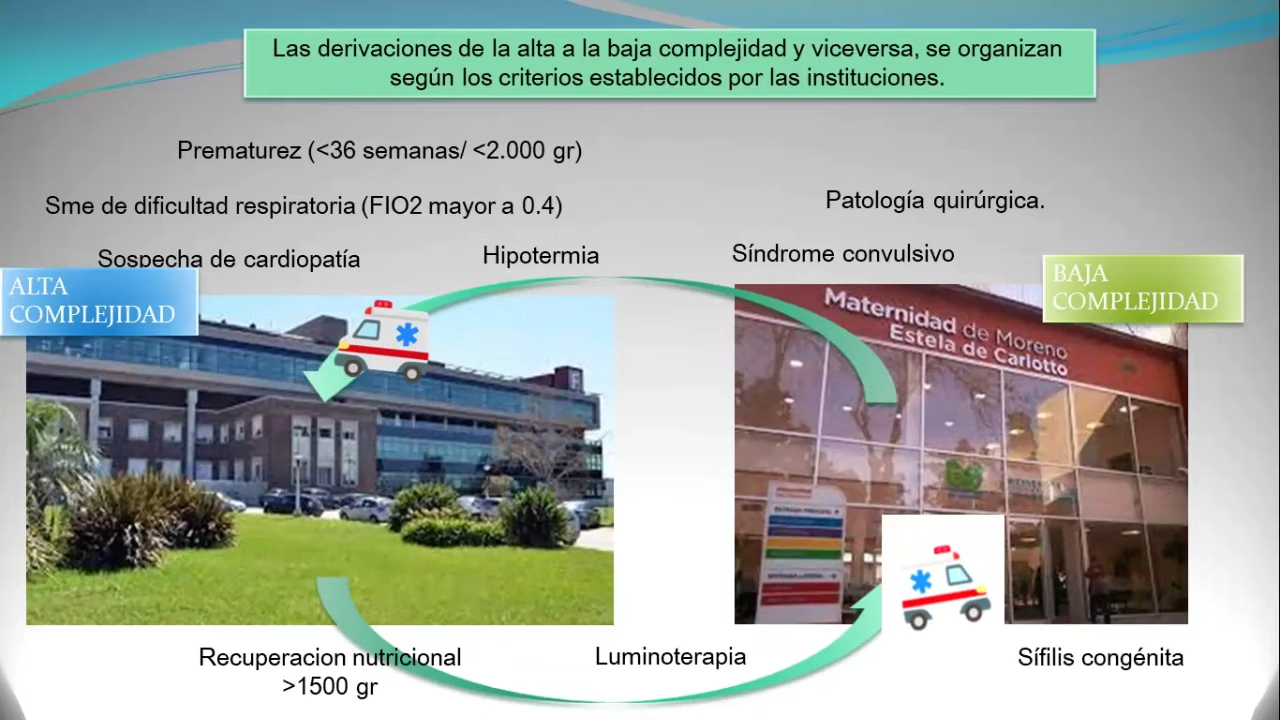 Las derivaciones de la alta a la baja complejidad y viceversa, se organizan
según los criterios establecidos por las instituciones.
Prematurez (<36 semanas/ <2.000 gr)
Sme de dificultad respiratoria (FIO2 mayor a 0.4)
Patología quirúrgica.
Sospecha de cardiopatía
Hipotermia
Síndrome convulsivo
ALTA
COMPLEJIDAD
BAJA
COMPLEJIDAD
Maternidad de Moreno
Estela de Carlotto
Recuperacion nutricional
>1500 gr
Luminoterapia
Sífilis congénita